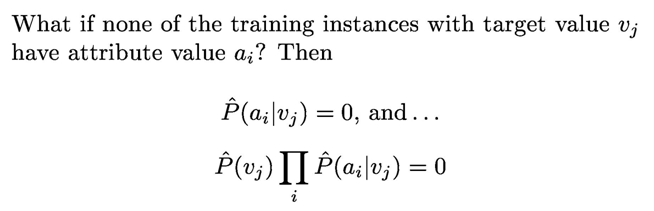 What if none of the training instances with target value v_j
have attribute value a_i? Then
P̂(a_i|v_j) = 0, and...
P̂(v_j) ∏_i P̂(a_i|v_j) = 0